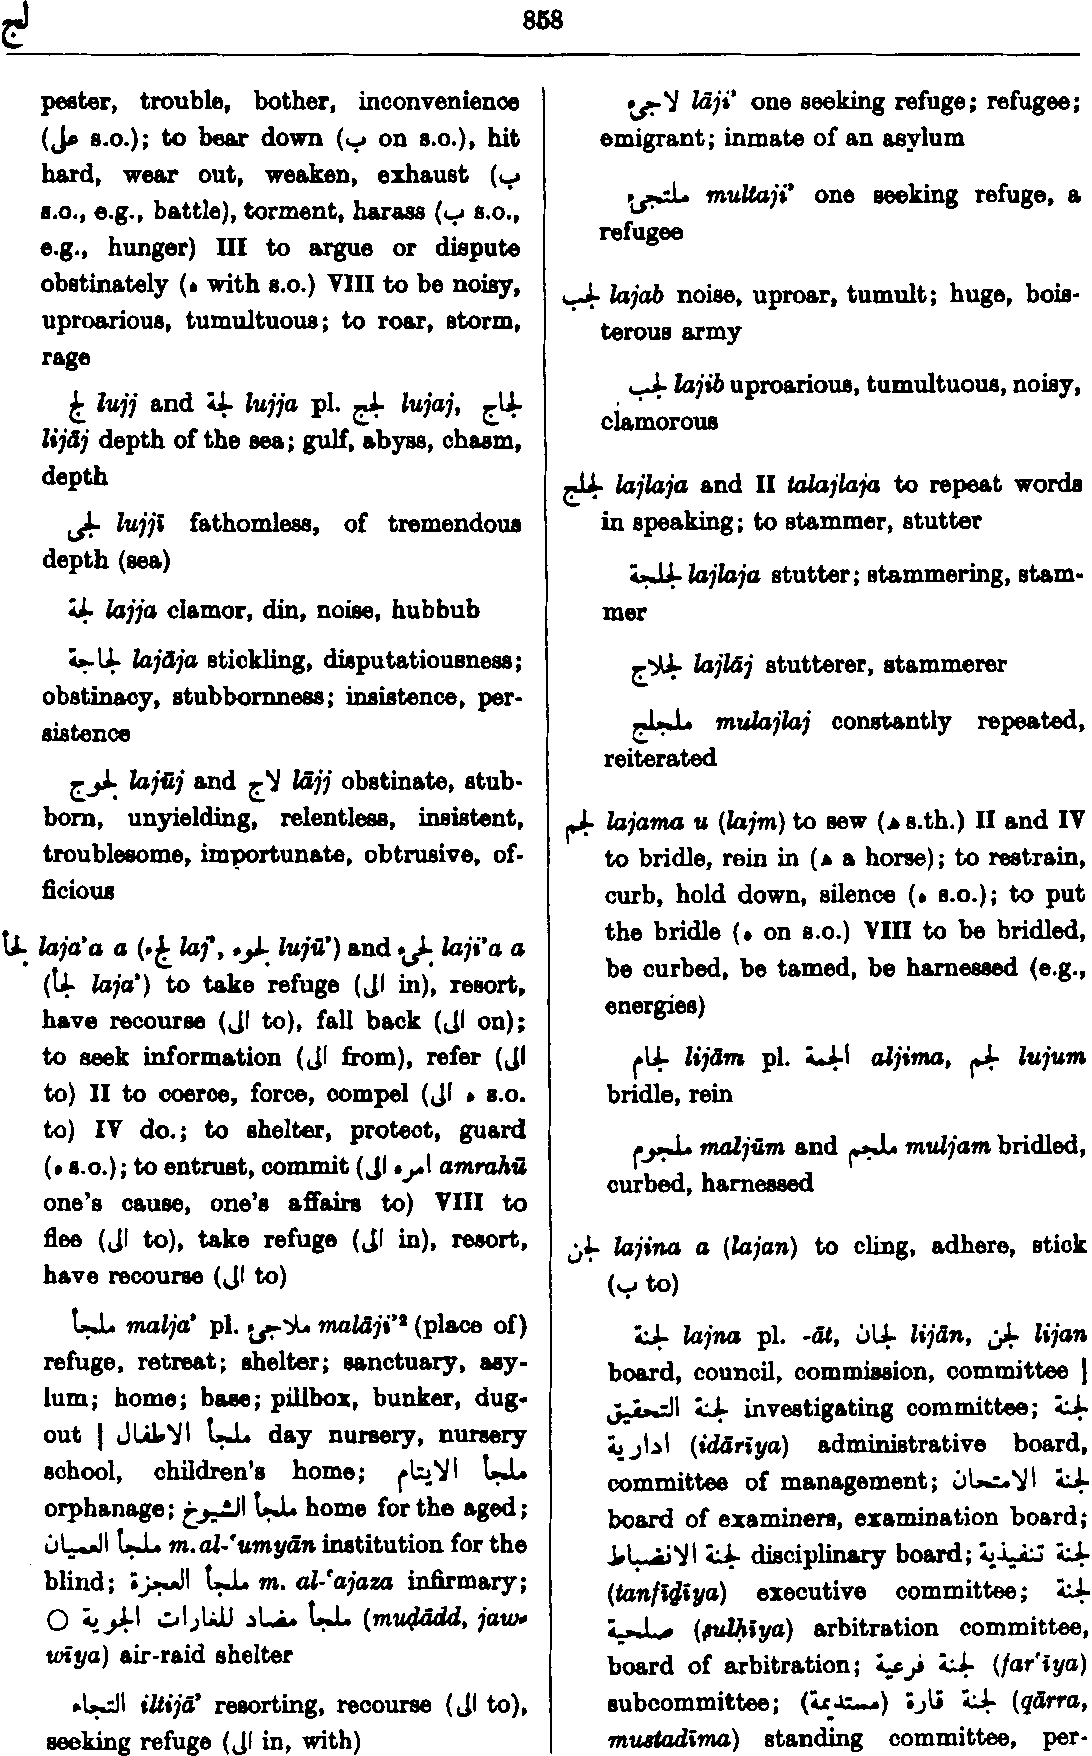 لج
858
pester, trouble, bother, inconvenience
(على s.o.); to bear down (ب on s.o.), hit
hard, wear out, weaken, exhaust (ب
s.o., e.g., battle), torment, harass (ب s.o.,
e.g., hunger) III to argue or dispute
obstinately (ه with s.o.) VIII to be noisy,
uproarious, tumultuous; to roar, storm,
rage
لج lujj and لجة lujja pl. لجج lujaj, لجاج
lijāj depth of the sea; gulf, abyss, chasm,
depth
لجى lujjī fathomless, of tremendous
depth (sea)
لجة lajja clamor, din, noise, hubbub
لجاجة lajāja stickling, disputatiousness;
obstinacy, stubbornness; insistence, per-
sistence
لجوج lajūj and لاج lājj obstinate, stub-
born, unyielding, relentless, insistent,
troublesome, importunate, obtrusive, of-
ficious
لجأ laja'a a (لجء laj', لجوء lujū') and لجئ laji'a a
(لجأ laja') to take refuge (الى in), resort,
have recourse (الى to), fall back (الى on);
to seek information (الى from), refer (الى
to) II to coerce, force, compel (الى ه s.o.
to) IV do.; to shelter, protect, guard
(ه s.o.); to entrust, commit (امره الى amrahū
one's cause, one's affairs to) VIII to
flee (الى to), take refuge (الى in), resort,
have recourse (الى to)
ملجأ malja' pl. ملاجئ malāji'² (place of)
refuge, retreat; shelter; sanctuary, asy-
lum; home; base; pillbox, bunker, dug-
out | ملجأ الاطفال day nursery, nursery
school, children's home; ملجأ الايتام
orphanage; ملجأ الشيوخ home for the aged;
ملجأ العميان m. al-'umyān institution for the
blind; ملجأ العجزة m. al-'ajaza infirmary;
○ ملجأ مضاد للغارات الجوية (muḍādd, jaw-
wīya) air-raid shelter
التجاء iltijā' resorting, recourse (الى to),
seeking refuge (الى in, with)
لاجئ lāji' one seeking refuge; refugee;
emigrant; inmate of an asylum
ملتجئ multaji' one seeking refuge, a
refugee
لجب lajab noise, uproar, tumult; huge, bois-
terous army
لجب lajib uproarious, tumultuous, noisy,
clamorous
لجلج lajlaja and II talajlaja to repeat words
in speaking; to stammer, stutter
لجلجة lajlaja stutter; stammering, stam-
mer
لجلاج lajlāj stutterer, stammerer
ملجلج mulajlaj constantly repeated,
reiterated
لجم lajama u (lajm) to sew (ه s.th.) II and IV
to bridle, rein in (ه a horse); to restrain,
curb, hold down, silence (ه s.o.); to put
the bridle (ه on s.o.) VIII to be bridled,
be curbed, be tamed, be harnessed (e.g.,
energies)
لجام lijām pl. الجمة aljima, لجم lujum
bridle, rein
ملجوم maljūm and ملجم muljam bridled,
curbed, harnessed
لجن lajina a (lajan) to cling, adhere, stick
(ب to)
لجنة lajna pl. -āt, لجان lijān, لجن lijan
board, council, commission, committee |
لجنة التحقيق investigating committee; لجنة
ادارية (idārīya) administrative board,
committee of management; لجنة الامتحان
board of examiners, examination board;
لجنة الانضباط disciplinary board; لجنة تنفيذية
(tanfīḏīya) executive committee; لجنة
صلحية (ṣulḥīya) arbitration committee,
board of arbitration; لجنة فرعية (far'īya)
subcommittee; لجنة قارة (مستديمة) (qārra,
mustadīma) standing committee, per-